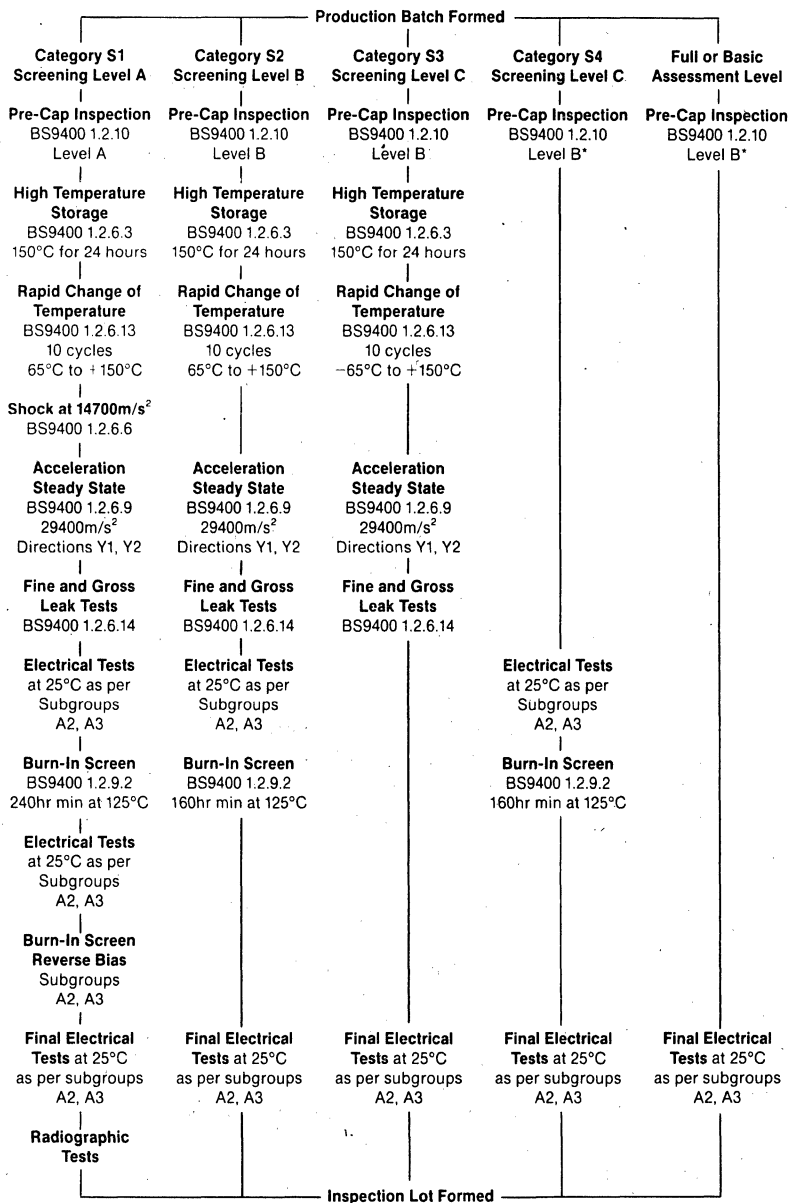 Production Batch Formed
Category S1
Screening Level A
Pre-Cap Inspection
BS9400 1.2.10
Level A
High Temperature
Storage
BS9400 1.2.6.3
150°C for 24 hours
Rapid Change of
Temperature
BS9400 1.2.6.13
10 cycles
65°C to +150°C
Shock at 14700m/s²
BS9400 1.2.6.6
Acceleration
Steady State
BS9400 1.2.6.9
29400m/s²
Directions Y1, Y2
Fine and Gross
Leak Tests
BS9400 1.2.6.14
Electrical Tests
at 25°C as per
Subgroups
A2, A3
Burn-In Screen
BS9400 1.2.9.2
240hr min at 125°C
Electrical Tests
at 25°C as per
Subgroups
A2, A3
Burn-In Screen
Reverse Bias
Subgroups
A2, A3
Final Electrical
Tests at 25°C
as per subgroups
A2, A3
Radiographic
Tests
Category S2
Screening Level B
Pre-Cap Inspection
BS9400 1.2.10
Level B
High Temperature
Storage
BS9400 1.2.6.3
150°C for 24 hours
Rapid Change of
Temperature
BS9400 1.2.6.13
10 cycles
65°C to +150°C
Acceleration
Steady State
BS9400 1.2.6.9
29400m/s²
Directions Y1, Y2
Fine and Gross
Leak Tests
BS9400 1.2.6.14
Electrical Tests
at 25°C as per
Subgroups
A2, A3
Burn-In Screen
BS9400 1.2.9.2
160hr min at 125°C
Final Electrical
Tests at 25°C
as per subgroups
A2, A3
Category S3
Screening Level C
Pre-Cap Inspection
BS9400 1.2.10
Level B
High Temperature
Storage
BS9400 1.2.6.3
150°C for 24 hours
Rapid Change of
Temperature
BS9400 1.2.6.13
10 cycles
−65°C to +150°C
Acceleration
Steady State
BS9400 1.2.6.9
29400m/s²
Directions Y1, Y2
Fine and Gross
Leak Tests
BS9400 1.2.6.14
Final Electrical
Tests at 25°C
as per subgroups
A2, A3
Category S4
Screening Level C
Pre-Cap Inspection
BS9400 1.2.10
Level B*
Electrical Tests
at 25°C as per
Subgroups
A2, A3
Burn-In Screen
BS9400 1.2.9.2
160hr min at 125°C
Final Electrical
Tests at 25°C
as per subgroups
A2, A3
Full or Basic
Assessment Level
Pre-Cap Inspection
BS9400 1.2.10
Level B*
Final Electrical
Tests at 25°C
as per subgroups
A2, A3
Inspection Lot Formed